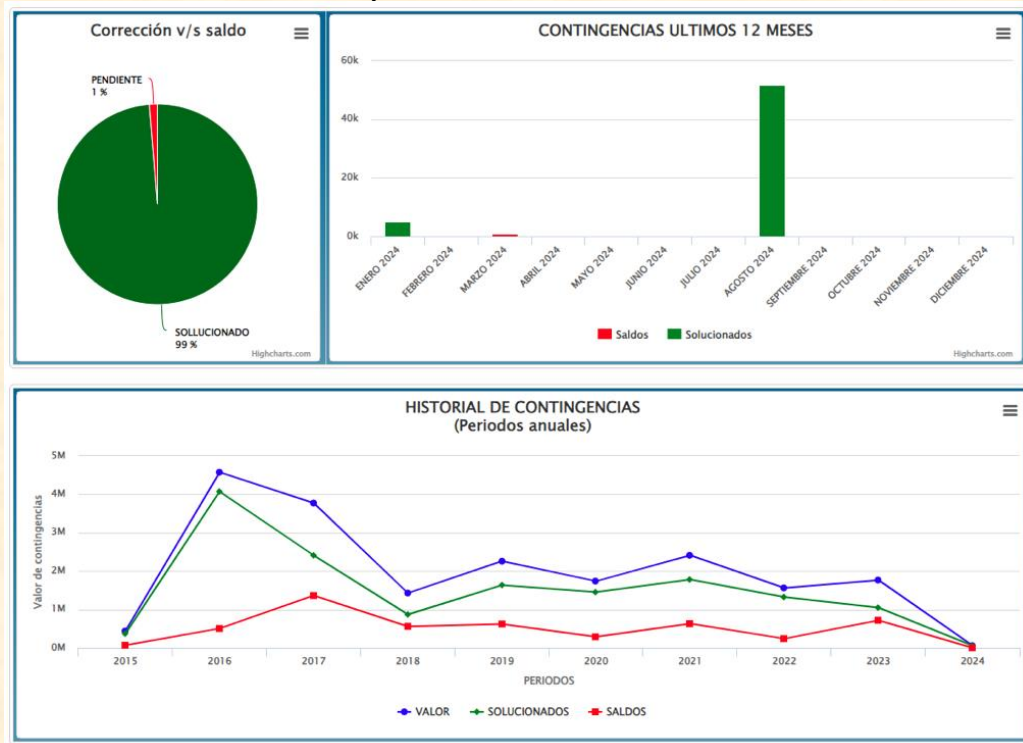 Corrección v/s saldo
PENDIENTE
1 %
SOLLUCIONADO
99 %
Highcharts.com
CONTINGENCIAS ULTIMOS 12 MESES
60k
40k
20k
0k
ENERO 2024
FEBRERO 2024
MARZO 2024
ABRIL 2024
MAYO 2024
JUNIO 2024
JULIO 2024
AGOSTO 2024
SEPTIEMBRE 2024
OCTUBRE 2024
NOVIEMBRE 2024
DICIEMBRE 2024
Saldos Solucionados
Highcharts.com
HISTORIAL DE CONTINGENCIAS
(Periodos anuales)
Valor de contingencias
5M
4M
3M
2M
1M
0M
2015 2016 2017 2018 2019 2020 2021 2022 2023 2024
PERIODOS
VALOR SOLUCIONADOS SALDOS